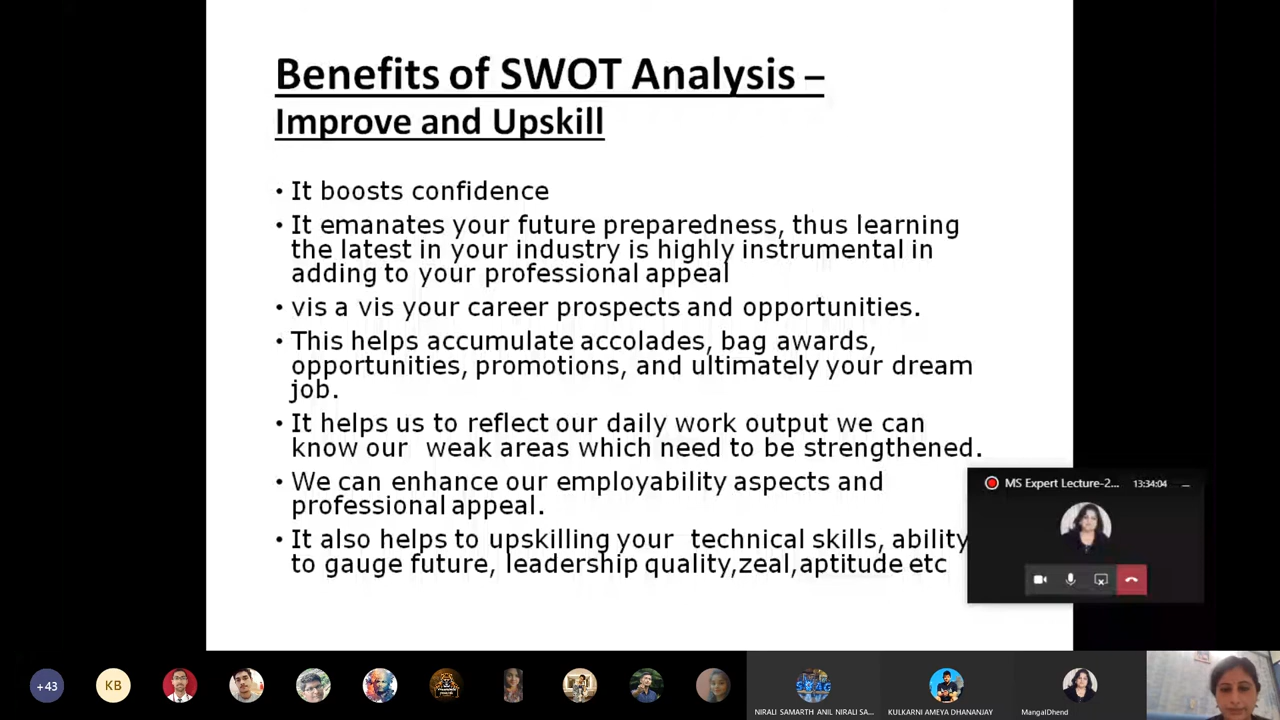 Benefits of SWOT Analysis –
Improve and Upskill
• It boosts confidence
• It emanates your future preparedness, thus learning
the latest in your industry is highly instrumental in
adding to your professional appeal
• vis a vis your career prospects and opportunities.
• This helps accumulate accolades, bag awards,
opportunities, promotions, and ultimately your dream
job.
• It helps us to reflect our daily work output we can
know our  weak areas which need to be strengthened.
• We can enhance our employability aspects and
professional appeal.
• It also helps to upskilling your  technical skills, ability
to gauge future, leadership quality,zeal,aptitude etc
MS Expert Lecture-2... 13:34:04
+43
KB
NIRALI SAMARTH ANIL NIRALI SA...
KULKARNI AMEYA DHANANJAY
MangalDhend